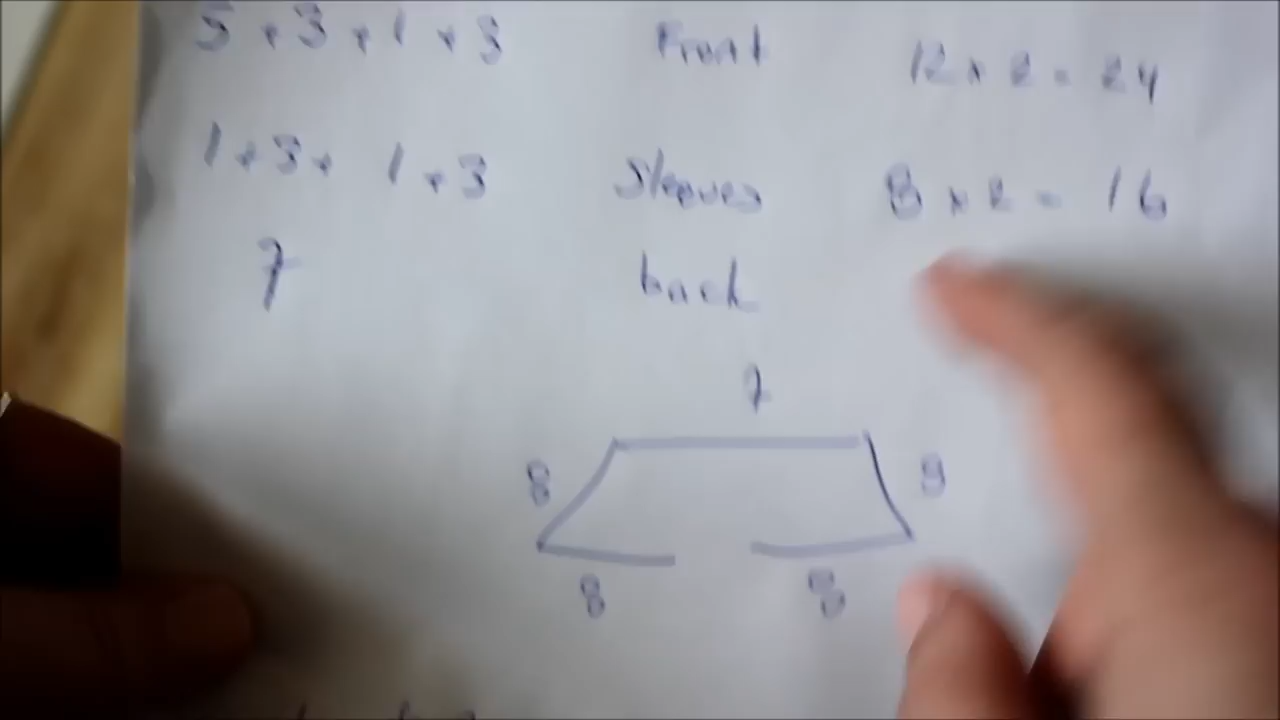 5 + 3 + 1 + 3 Front 12 x 2 = 24
1 + 3 + 1 + 3 Sleeves 8 x 2 = 16
7 back
7
8 8
8 8